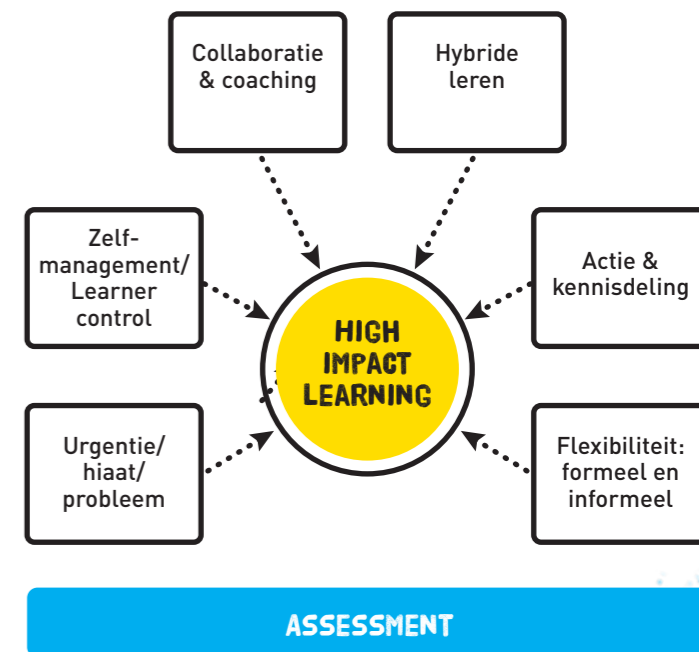 Collaboratie
& coaching
Hybride
leren
Zelf-
management/
Learner
control
Actie &
kennisdeling
HIGH
IMPACT
LEARNING
Urgentie/
hiaat/
probleem
Flexibiliteit:
formeel en
informeel
ASSESSMENT